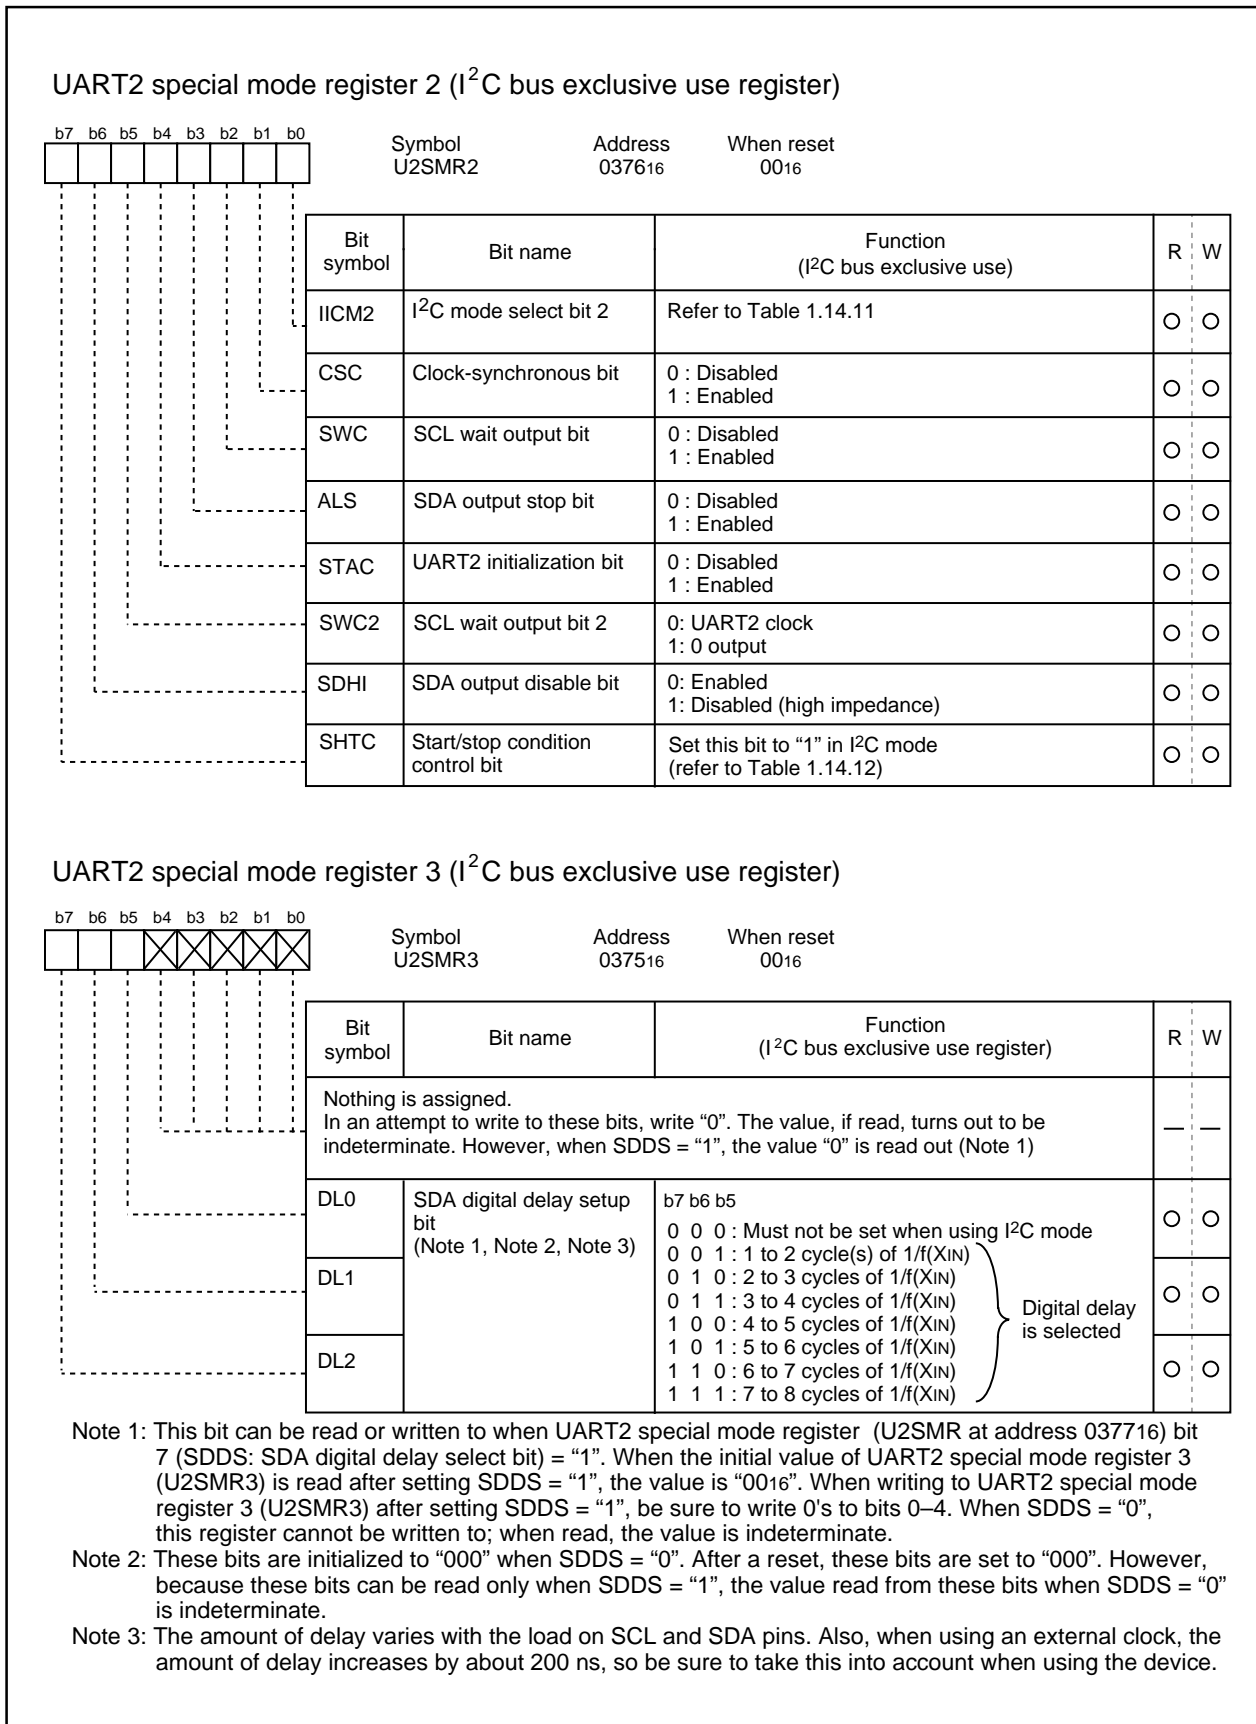 UART2 special mode register 2 (I2C bus exclusive use register)
b7 b6 b5 b4 b3 b2 b1 b0
Symbol Address When reset
U2SMR2 037616 0016
Bit symbol Bit name Function (I2C bus exclusive use) R W
IICM2 I2C mode select bit 2 Refer to Table 1.14.11
CSC Clock-synchronous bit 0 : Disabled
1 : Enabled
SWC SCL wait output bit 0 : Disabled
1 : Enabled
ALS SDA output stop bit 0 : Disabled
1 : Enabled
STAC UART2 initialization bit 0 : Disabled
1 : Enabled
SWC2 SCL wait output bit 2 0: UART2 clock
1: 0 output
SDHI SDA output disable bit 0: Enabled
1: Disabled (high impedance)
SHTC Start/stop condition control bit Set this bit to “1” in I2C mode
(refer to Table 1.14.12)
UART2 special mode register 3 (I2C bus exclusive use register)
b7 b6 b5 b4 b3 b2 b1 b0
Symbol Address When reset
U2SMR3 037516 0016
Bit symbol Bit name Function (I2C bus exclusive use register) R W
Nothing is assigned.
In an attempt to write to these bits, write “0”. The value, if read, turns out to be
indeterminate. However, when SDDS = “1”, the value “0” is read out (Note 1)
DL0 SDA digital delay setup bit (Note 1, Note 2, Note 3) b7 b6 b5
0 0 0 : Must not be set when using I2C mode
0 0 1 : 1 to 2 cycle(s) of 1/f(XIN)
DL1 0 1 0 : 2 to 3 cycles of 1/f(XIN)
0 1 1 : 3 to 4 cycles of 1/f(XIN) Digital delay
1 0 0 : 4 to 5 cycles of 1/f(XIN) is selected
1 0 1 : 5 to 6 cycles of 1/f(XIN)
DL2 1 1 0 : 6 to 7 cycles of 1/f(XIN)
1 1 1 : 7 to 8 cycles of 1/f(XIN)
Note 1: This bit can be read or written to when UART2 special mode register (U2SMR at address 037716) bit
7 (SDDS: SDA digital delay select bit) = “1”. When the initial value of UART2 special mode register 3
(U2SMR3) is read after setting SDDS = “1”, the value is “0016”. When writing to UART2 special mode
register 3 (U2SMR3) after setting SDDS = “1”, be sure to write 0's to bits 0–4. When SDDS = “0”,
this register cannot be written to; when read, the value is indeterminate.
Note 2: These bits are initialized to “000” when SDDS = “0”. After a reset, these bits are set to “000”. However,
because these bits can be read only when SDDS = “1”, the value read from these bits when SDDS = “0”
is indeterminate.
Note 3: The amount of delay varies with the load on SCL and SDA pins. Also, when using an external clock, the
amount of delay increases by about 200 ns, so be sure to take this into account when using the device.